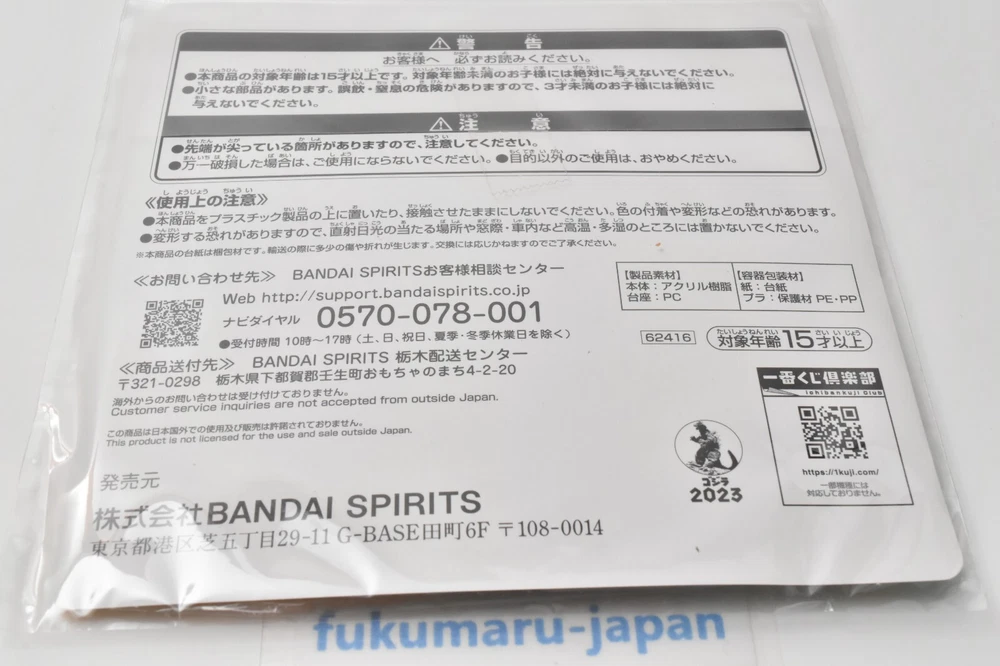 ⚠警告
お客様へ 必ずお読みください。
●本商品の対象年齢は15才以上です。対象年齢未満のお子様には絶対に与えないでください。
●小さな部品があります。誤飲・窒息の危険がありますので、3才未満のお子様には絶対に
与えないでください。
⚠注意
●先端が尖っている箇所がありますので、注意してください。
●万一破損した場合は、ご使用にならないでください。●目的以外のご使用は、おやめください。
≪使用上の注意≫
●本商品をプラスチック製品の上に置いたり、接触させたままにしないでください。色の付着や変形などの恐れがあります。
●変形する恐れがありますので、直射日光の当たる場所や窓際・車内など高温・多湿のところには置かないでください。
※本商品の台紙は梱包材です。輸送の際に多少の傷や折れが生じます。交換には応じかねますのでご了承ください。
≪お問い合わせ先≫ BANDAI SPIRITSお客様相談センター
Web http://support.bandaispirits.co.jp
ナビダイヤル 0570-078-001
●受付時間 10時～17時(土、日、祝日、夏季・冬季休業日を除く)
≪商品送付先≫ BANDAI SPIRITS 栃木配送センター
〒321-0298 栃木県下都賀郡壬生町おもちゃのまち4-2-20
海外からのお問い合わせは受け付けておりません。
Customer service inquiries are not accepted from outside Japan.
この商品は日本国外での使用及び販売は許諾されておりません。
This product is not licensed for the use and sale outside Japan.
【製品素材】
本体:アクリル樹脂
台座:PC
【容器包装材】
紙:台紙
プラ:保護材 PE・PP
62416
対象年齢15才以上
一番くじ倶楽部
ichibankuji Club
https://1kuji.com/
一部機種には
対応しておりません。
ゴジラ
2023
発売元
株式会社BANDAI SPIRITS
東京都港区芝五丁目29-11 G-BASE田町6F 〒108-0014
fukumaru-japan